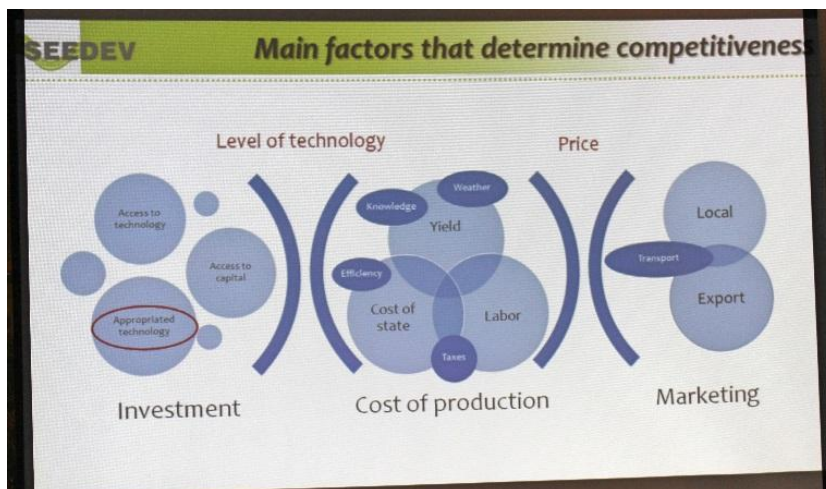 SEEDEV
Main factors that determine competitiveness
Level of technology
Price
Access to
technology
Access to
capital
Appropriated
technology
Investment
Weather
Knowledge
Yield
Efficiency
Cost of
state
Labor
Taxes
Cost of production
Local
Transport
Export
Marketing